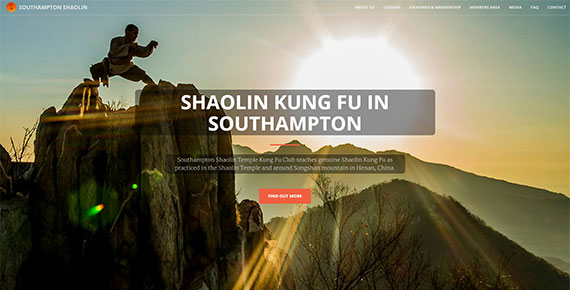 SOUTHAMPTON SHAOLIN
ABOUT US LESSONS GRADINGS & MEMBERSHIP MEMBERS AREA MEDIA FAQ CONTACT
SHAOLIN KUNG FU IN
SOUTHAMPTON
Southampton Shaolin Temple Kung Fu Club teaches genuine Shaolin Kung Fu as
practiced in the Shaolin Temple and around Songshan mountain in Henan, China
FIND OUT MORE